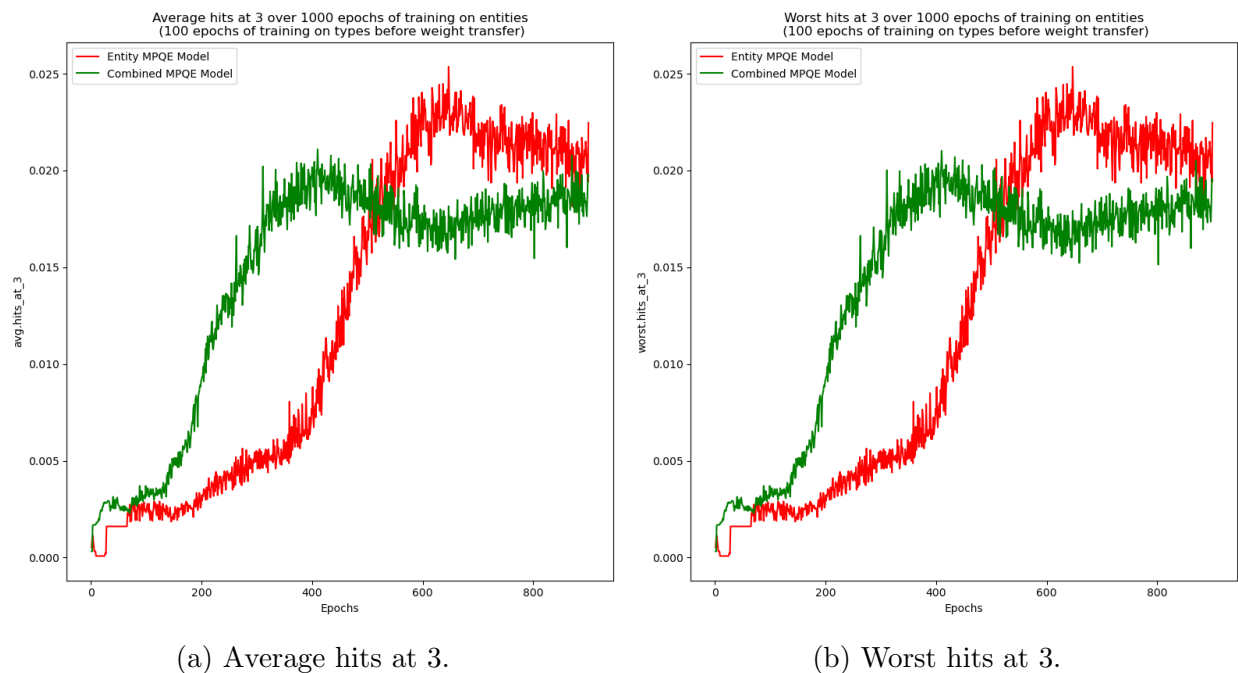 Average hits at 3 over 1000 epochs of training on entities
(100 epochs of training on types before weight transfer)
Entity MPQE Model
Combined MPQE Model
avg.hits_at_3
0.025
0.020
0.015
0.010
0.005
0.000
0
200
400
600
800
Epochs
(a) Average hits at 3.
Worst hits at 3 over 1000 epochs of training on entities
(100 epochs of training on types before weight transfer)
Entity MPQE Model
Combined MPQE Model
worst.hits_at_3
0.025
0.020
0.015
0.010
0.005
0.000
0
200
400
600
800
Epochs
(b) Worst hits at 3.